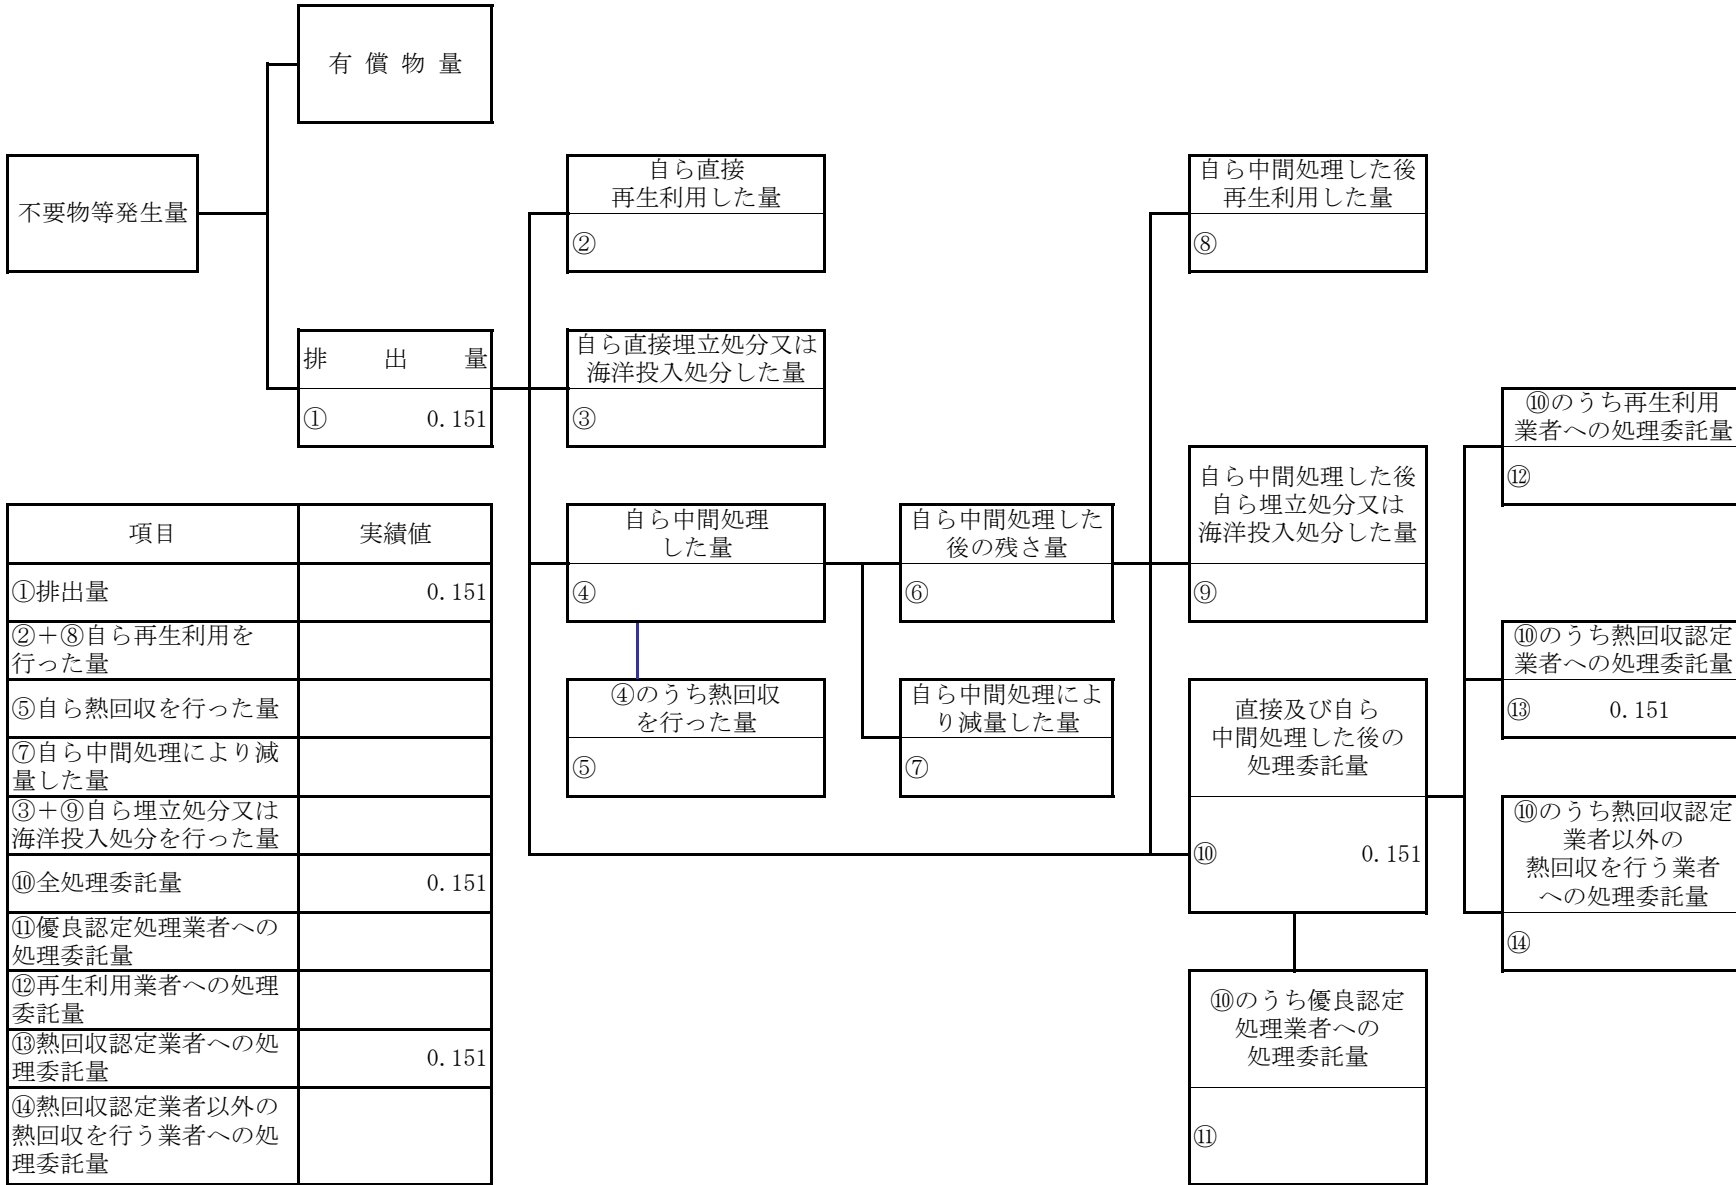 有償物量
不要物等発生量
自ら直接
再生利用した量
②
自ら中間処理した後
再生利用した量
⑧
排出量
① 0.151
自ら直接埋立処分又は
海洋投入処分した量
③
⑩のうち再生利用
業者への処理委託量
⑫
自ら中間処理した後
自ら埋立処分又は
海洋投入処分した量
⑨
自ら中間処理
した量
④
自ら中間処理した
後の残さ量
⑥
⑩のうち熱回収認定
業者への処理委託量
⑬ 0.151
④のうち熱回収
を行った量
⑤
自ら中間処理によ
り減量した量
⑦
直接及び自ら
中間処理した後の
処理委託量
⑩ 0.151
⑩のうち熱回収認定
業者以外の
熱回収を行う業者
への処理委託量
⑭
⑩のうち優良認定
処理業者への
処理委託量
⑪
項目 実績値
①排出量 0.151
②+⑧自ら再生利用を
行った量
⑤自ら熱回収を行った量
⑦自ら中間処理により減
量した量
③+⑨自ら埋立処分又は
海洋投入処分を行った量
⑩全処理委託量 0.151
⑪優良認定処理業者への
処理委託量
⑫再生利用業者への処理
委託量
⑬熱回収認定業者への処
理委託量 0.151
⑭熱回収認定業者以外の
熱回収を行う業者への処
理委託量